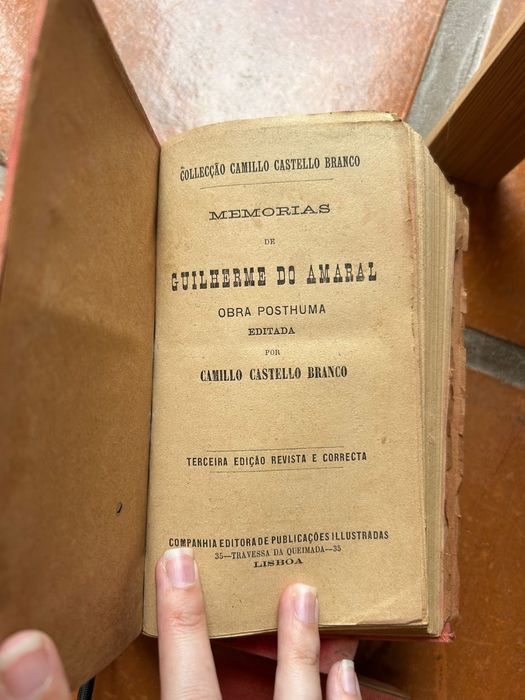 COLLECÇÃO CAMILLO CASTELLO BRANCO
MEMORIAS
DE
GUILHERME DO AMARAL
OBRA POSTHUMA
EDITADA
POR
CAMILLO CASTELLO BRANCO
TERCEIRA EDIÇÃO REVISTA E CORRECTA
COMPANHIA EDITORA DE PUBLICAÇÕES ILLUSTRADAS
35—TRAVESSA DA QUEIMADA—35
LISBOA